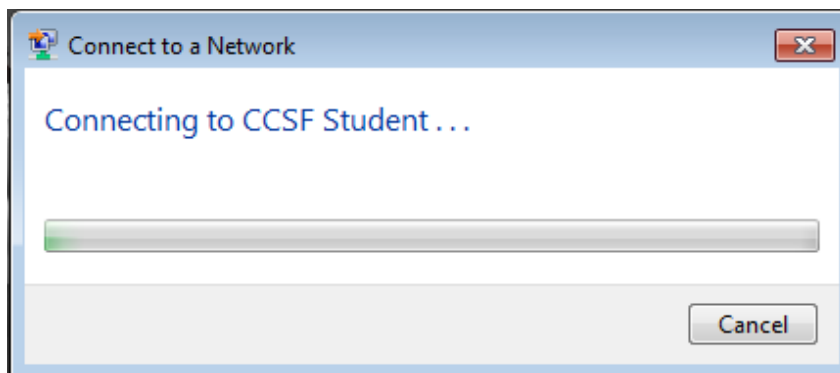 Connect to a Network
Connecting to CCSF Student . . .
Cancel